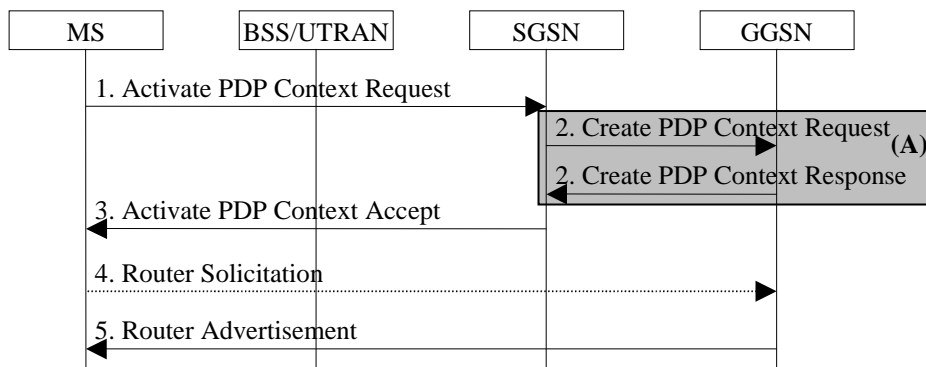 MS BSS/UTRAN SGSN GGSN
1. Activate PDP Context Request
2. Create PDP Context Request
(A)
2. Create PDP Context Response
3. Activate PDP Context Accept
4. Router Solicitation
5. Router Advertisement